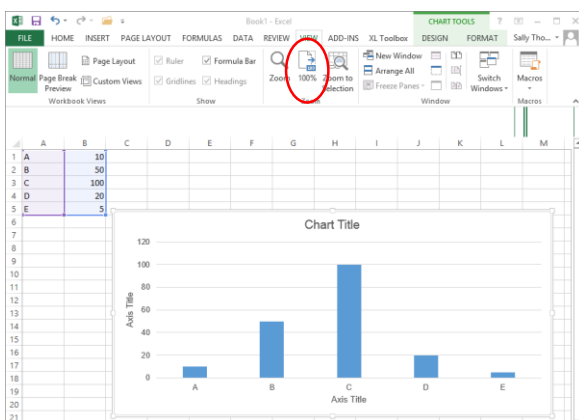 Book1 - Excel
CHART TOOLS
?
FILE HOME INSERT PAGE LAYOUT FORMULAS DATA REVIEW VIEW ADD-INS XL Toolbox DESIGN FORMAT Sally Tho...
Normal Page Break Preview
Page Layout
Custom Views
Workbook Views
Ruler Formula Bar
Gridlines Headings
Show
Zoom 100% Zoom to Selection
Zoom
New Window
Arrange All
Freeze Panes
Switch Windows
Window
Macros
Macros
A B C D E F G H I J K L M
1 A 10
2 B 50
3 C 100
4 D 20
5 E 5
6
7
8
9
10
11
12
13
14
15
16
17
18
19
20
21
Chart Title
120
100
80
60
40
20
0
Axis Title
A B C D E
Axis Title